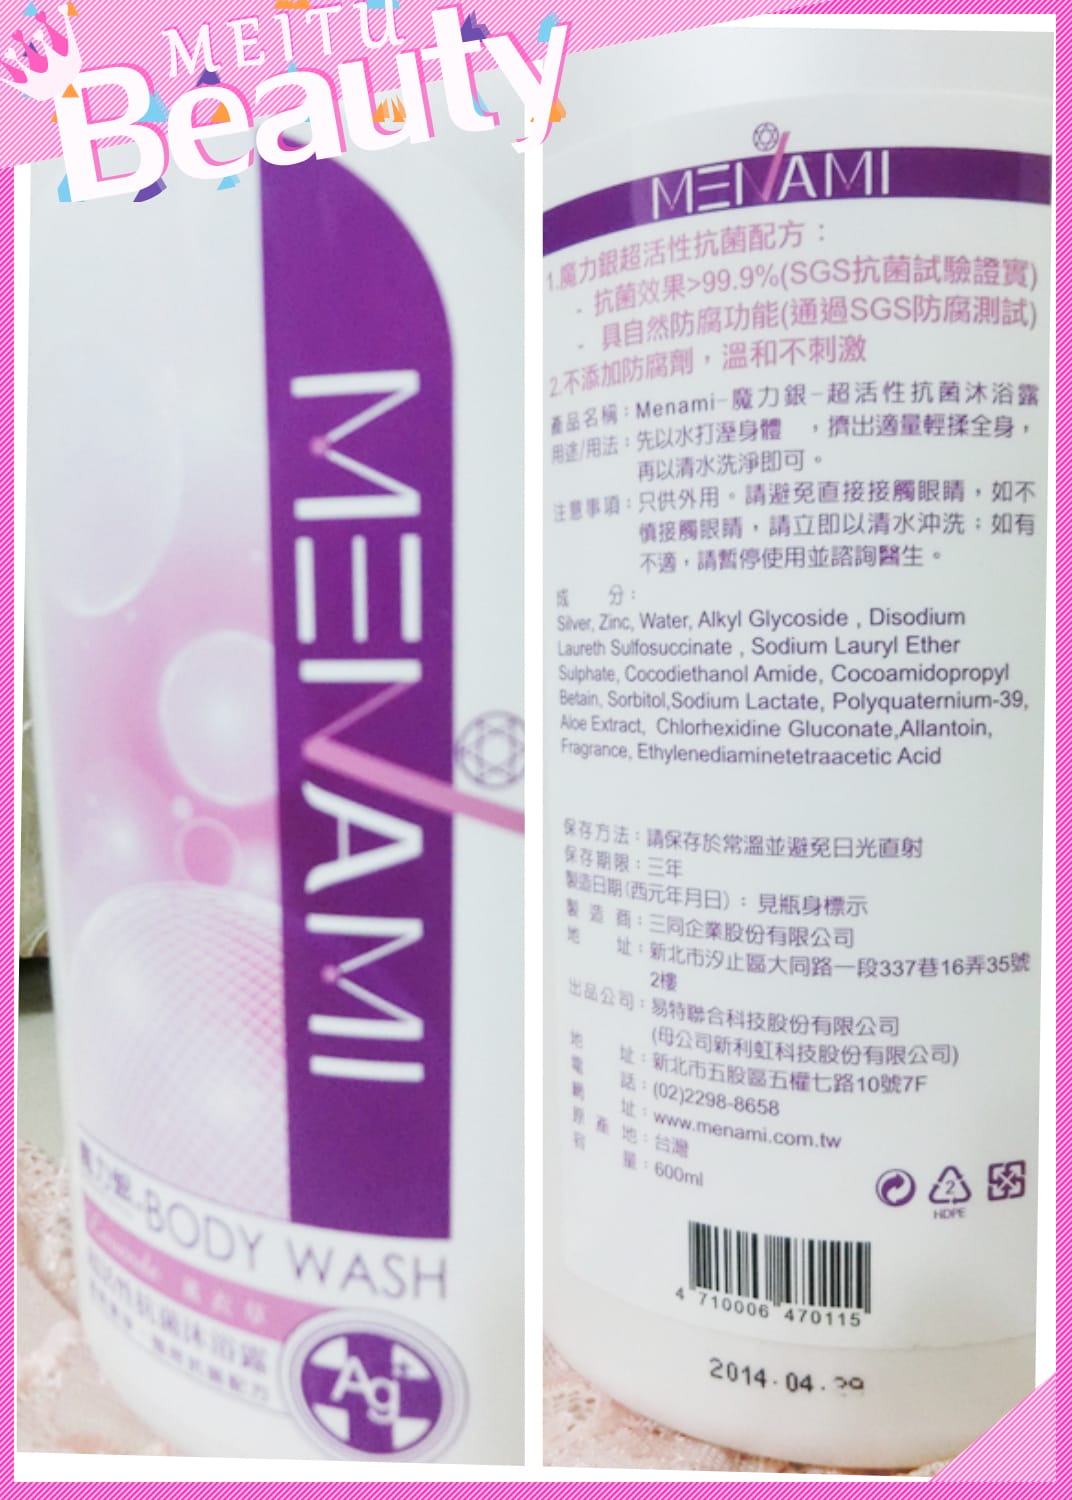 MEITU
Beauty
MENAMI
魔力銀-BODY WASH
Lavender 薰衣草
超活性抗菌沐浴露
Ag+
MENAMI
1.魔力銀超活性抗菌配方：
- 抗菌效果>99.9%(SGS抗菌試驗證實)
- 具自然防腐功能(通過SGS防腐測試)
2.不添加防腐劑，溫和不刺激
產品名稱：Menami-魔力銀-超活性抗菌沐浴露
用途/用法：先以水打溼身體 ，擠出適量輕揉全身，
再以清水洗淨即可。
注意事項：只供外用。請避免直接接觸眼睛，如不
慎接觸眼睛，請立即以清水沖洗；如有
不適，請暫停使用並諮詢醫生。
成 分：
Silver, Zinc, Water, Alkyl Glycoside , Disodium
Laureth Sulfosuccinate , Sodium Lauryl Ether
Sulphate, Cocodiethanol Amide, Cocoamidopropyl
Betain, Sorbitol,Sodium Lactate, Polyquaternium-39,
Aloe Extract, Chlorhexidine Gluconate,Allantoin,
Fragrance, Ethylenediaminetetraacetic Acid
保存方法：請保存於常溫並避免日光直射
保存期限：三年
製造日期(西元年月日)：見瓶身標示
製 造 商：三同企業股份有限公司
地 址：新北市汐止區大同路一段337巷16弄35號
2樓
出品公司：易特聯合科技股份有限公司
(母公司新利虹科技股份有限公司)
地 址：新北市五股區五權七路10號7F
電 話：(02)2298-8658
網 址：www.menami.com.tw
原 產 地：台灣
容 量：600ml
2
HDPE
4 710006 470115
2014.04.29